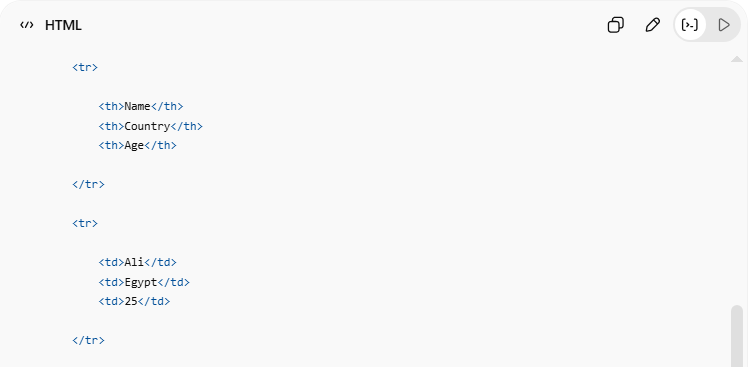 HTML
<tr>
<th>Name</th>
<th>Country</th>
<th>Age</th>
</tr>
<tr>
<td>Ali</td>
<td>Egypt</td>
<td>25</td>
</tr>